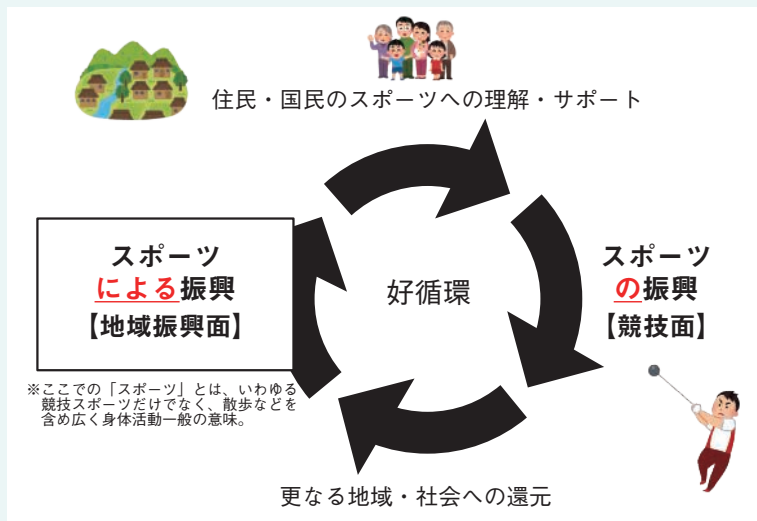 住民・国民のスポーツへの理解・サポート
スポーツ
による振興
【地域振興面】
※ここでの「スポーツ」とは、いわゆる
競技スポーツだけでなく、散歩などを
含め広く身体活動一般の意味。
好循環
スポーツ
の振興
【競技面】
更なる地域・社会への還元